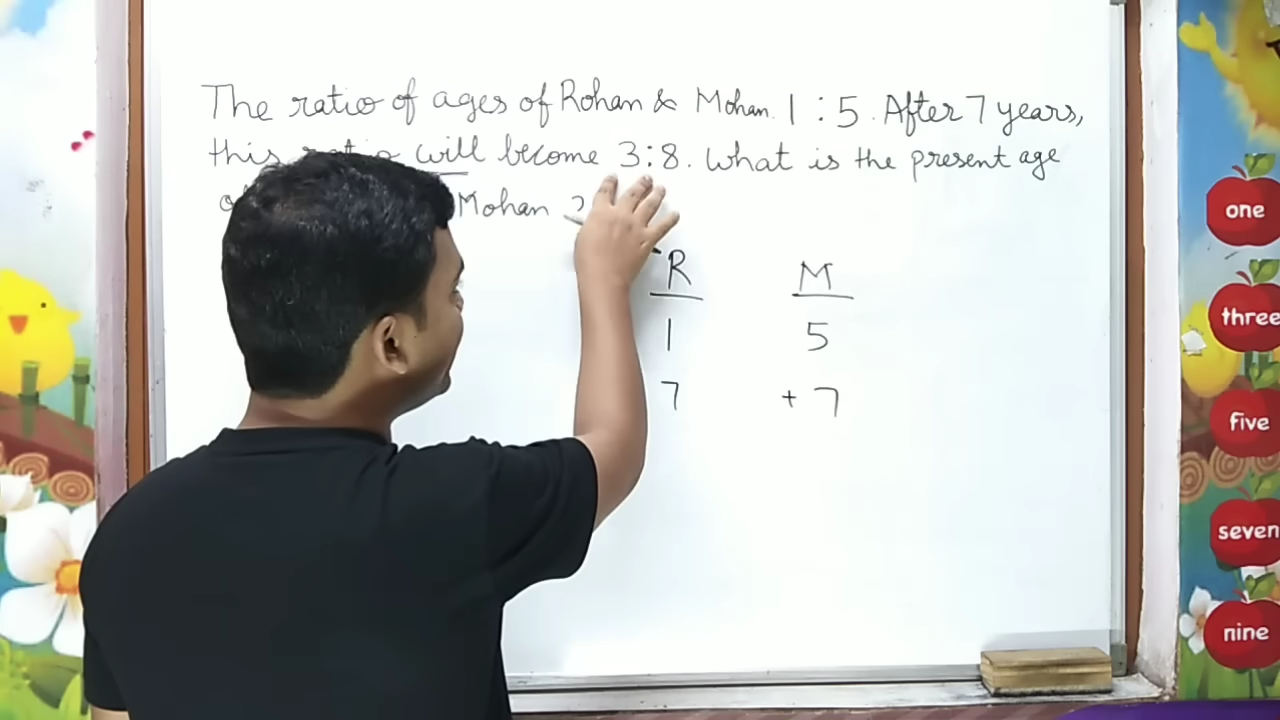 The ratio of ages of Rohan & Mohan 1 : 5. After 7 years,
this ratio will become 3:8. What is the present age
Mohan ?
R M
1 5
7 + 7
one
three
five
seven
nine